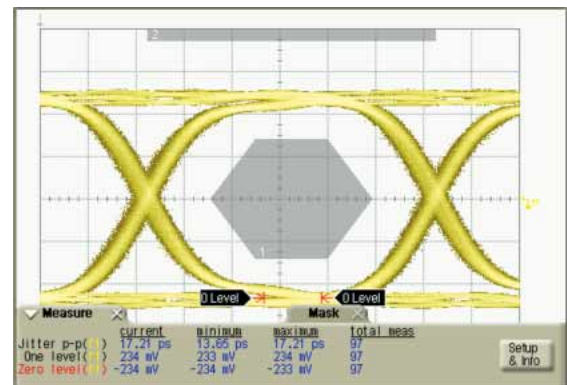 2
1
0 Level 0 Level
Measure Mask
current minimum maximum total meas
Jitter p-p( 17.21 ps 13.65 ps 17.21 ps 97
One level( 234 mV 233 mV 234 mV 97
Zero level( -234 mV -234 mV -233 mV 97
Setup
& Info